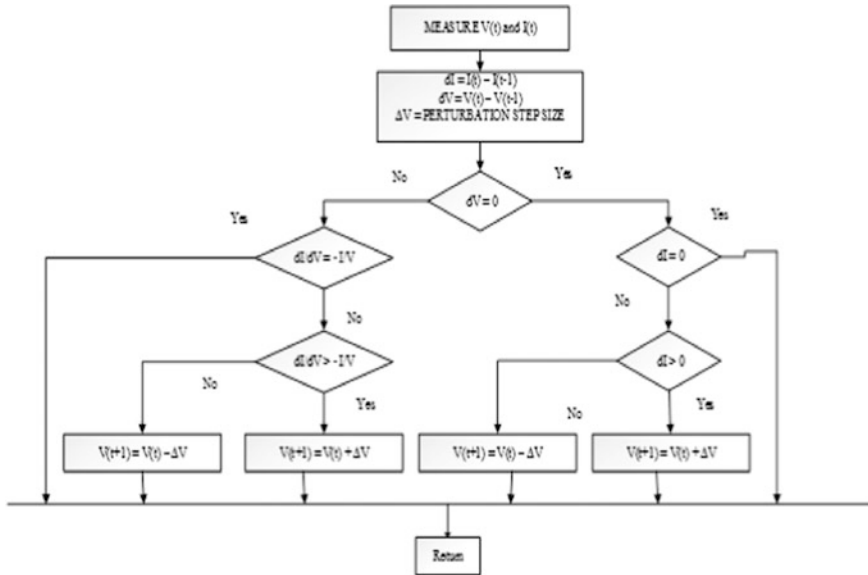 MEASURE V(t) and I(t)
dI = I(t) – I(t-1)
dV = V(t) – V(t-1)
ΔV = PERTURBATION STEP SIZE
No
Yes
dV = 0
Yes
Yes
dI/dV = - I/V
dI = 0
No
No
dI/dV > - I/V
dI > 0
No
Yes
No
Yes
V(t+1) = V(t) – ΔV
V(t+1) = V(t) + ΔV
V(t+1) = V(t) – ΔV
V(t+1) = V(t) + ΔV
Return